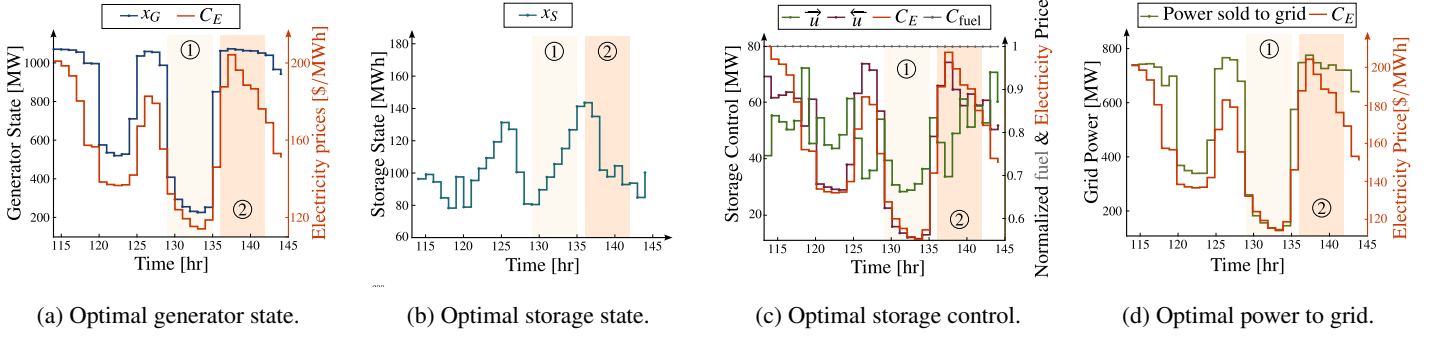 x_G C_E
Generator State [MW]
1000
800
600
400
200
①
②
200
160
120
Electricity prices [$/MWh]
115 120 125 130 135 140 145
Time [hr]
(a) Optimal generator state.
x_S
Storage State [MWh]
180
160
140
120
100
80
60
① ②
115 120 125 130 135 140 145
Time [hr]
(b) Optimal storage state.
u→ u← C_E C_fuel
Storage Control [MW]
80
60
40
20
①
②
1
0.9
0.8
0.7
0.6
Normalized fuel & Electricity Price
115 120 125 130 135 140 145
Time [hr]
(c) Optimal storage control.
Power sold to grid C_E
Grid Power [MW]
800
600
400
200
①
②
200
180
160
140
120
Electricity Price[$/MWh]
115 120 125 130 135 140 145
Time [hr]
(d) Optimal power to grid.